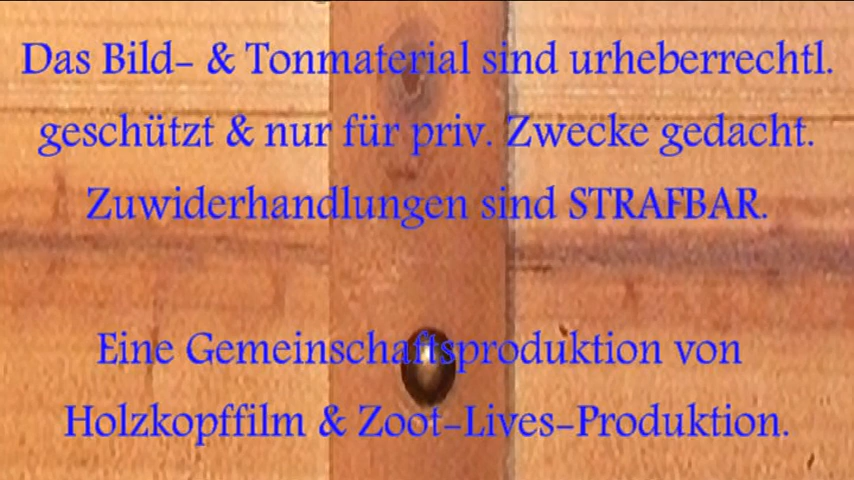 Das Bild- & Tonmaterial sind urheberrechtl.
geschützt & nur für priv. Zwecke gedacht.
Zuwiderhandlungen sind STRAFBAR.
Eine Gemeinschaftsproduktion von
Holzkopffilm & Zoot-Lives-Produktion.